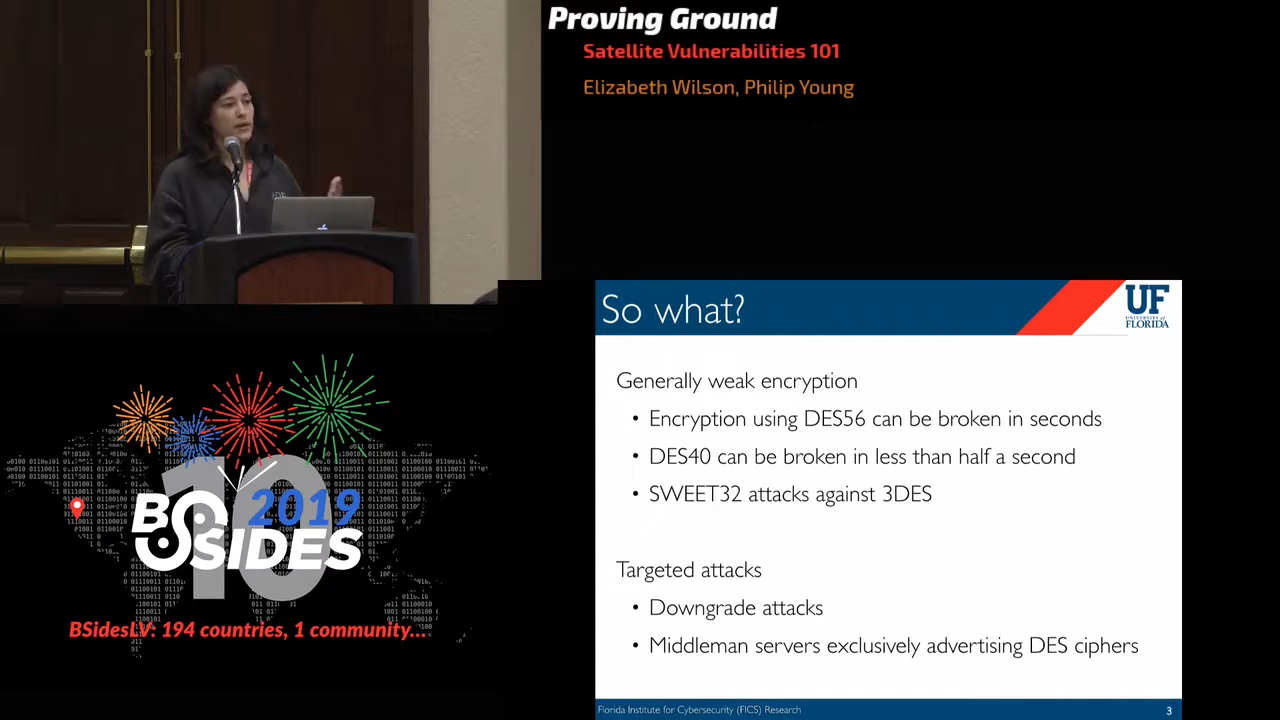 Proving Ground
Satellite Vulnerabilities 101
Elizabeth Wilson, Philip Young
So what?
UF
UNIVERSITY of
FLORIDA
Generally weak encryption
• Encryption using DES56 can be broken in seconds
• DES40 can be broken in less than half a second
• SWEET32 attacks against 3DES
Targeted attacks
• Downgrade attacks
• Middleman servers exclusively advertising DES ciphers
Florida Institute for Cybersecurity (FICS) Research
3
10
2019
BSIDES
BSidesLV: 194 countries, 1 community...